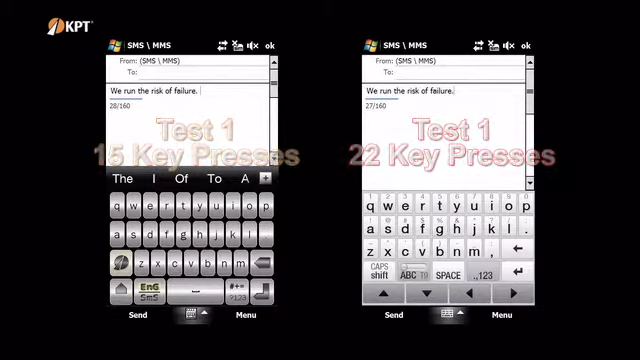 KPT
SMS \ MMS
ok
From: (SMS \ MMS)
To:
We run the risk of failure.
28/160
Test 1
15 Key Presses
The I Of To A +
q w e r t y u i o p
a s d f g h j k l
z x c v b n m
EnG
SmS
#+=
?123
Send
Menu
SMS \ MMS
ok
From: (SMS \ MMS)
To:
We run the risk of failure.
27/160
Test 1
22 Key Presses
q w e r t y u i o p
a s d f g h j k l .
z x c v b n m ,
CAPS
shift
ABC T9
SPACE
.,123
Send
Menu